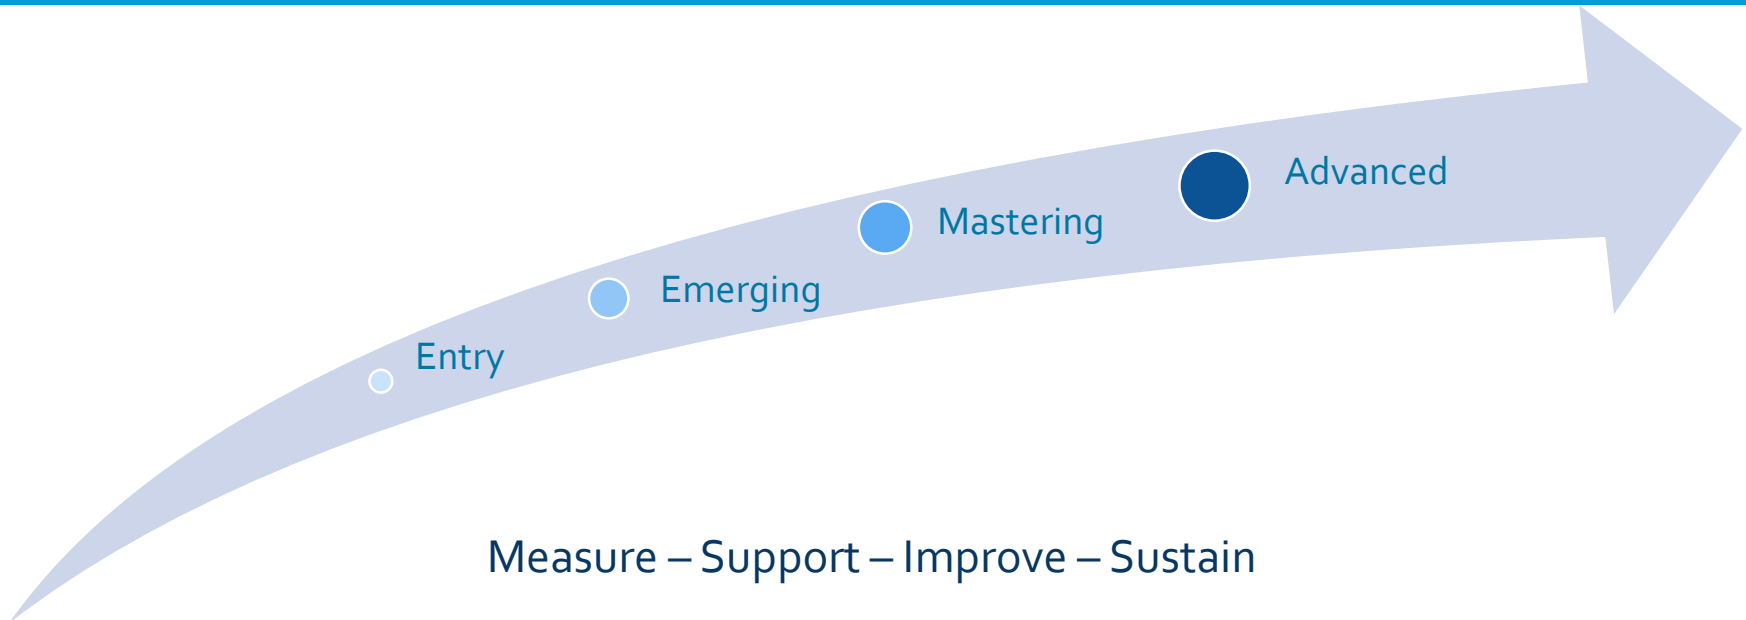 Advanced
Mastering
Emerging
Entry
Measure – Support – Improve – Sustain